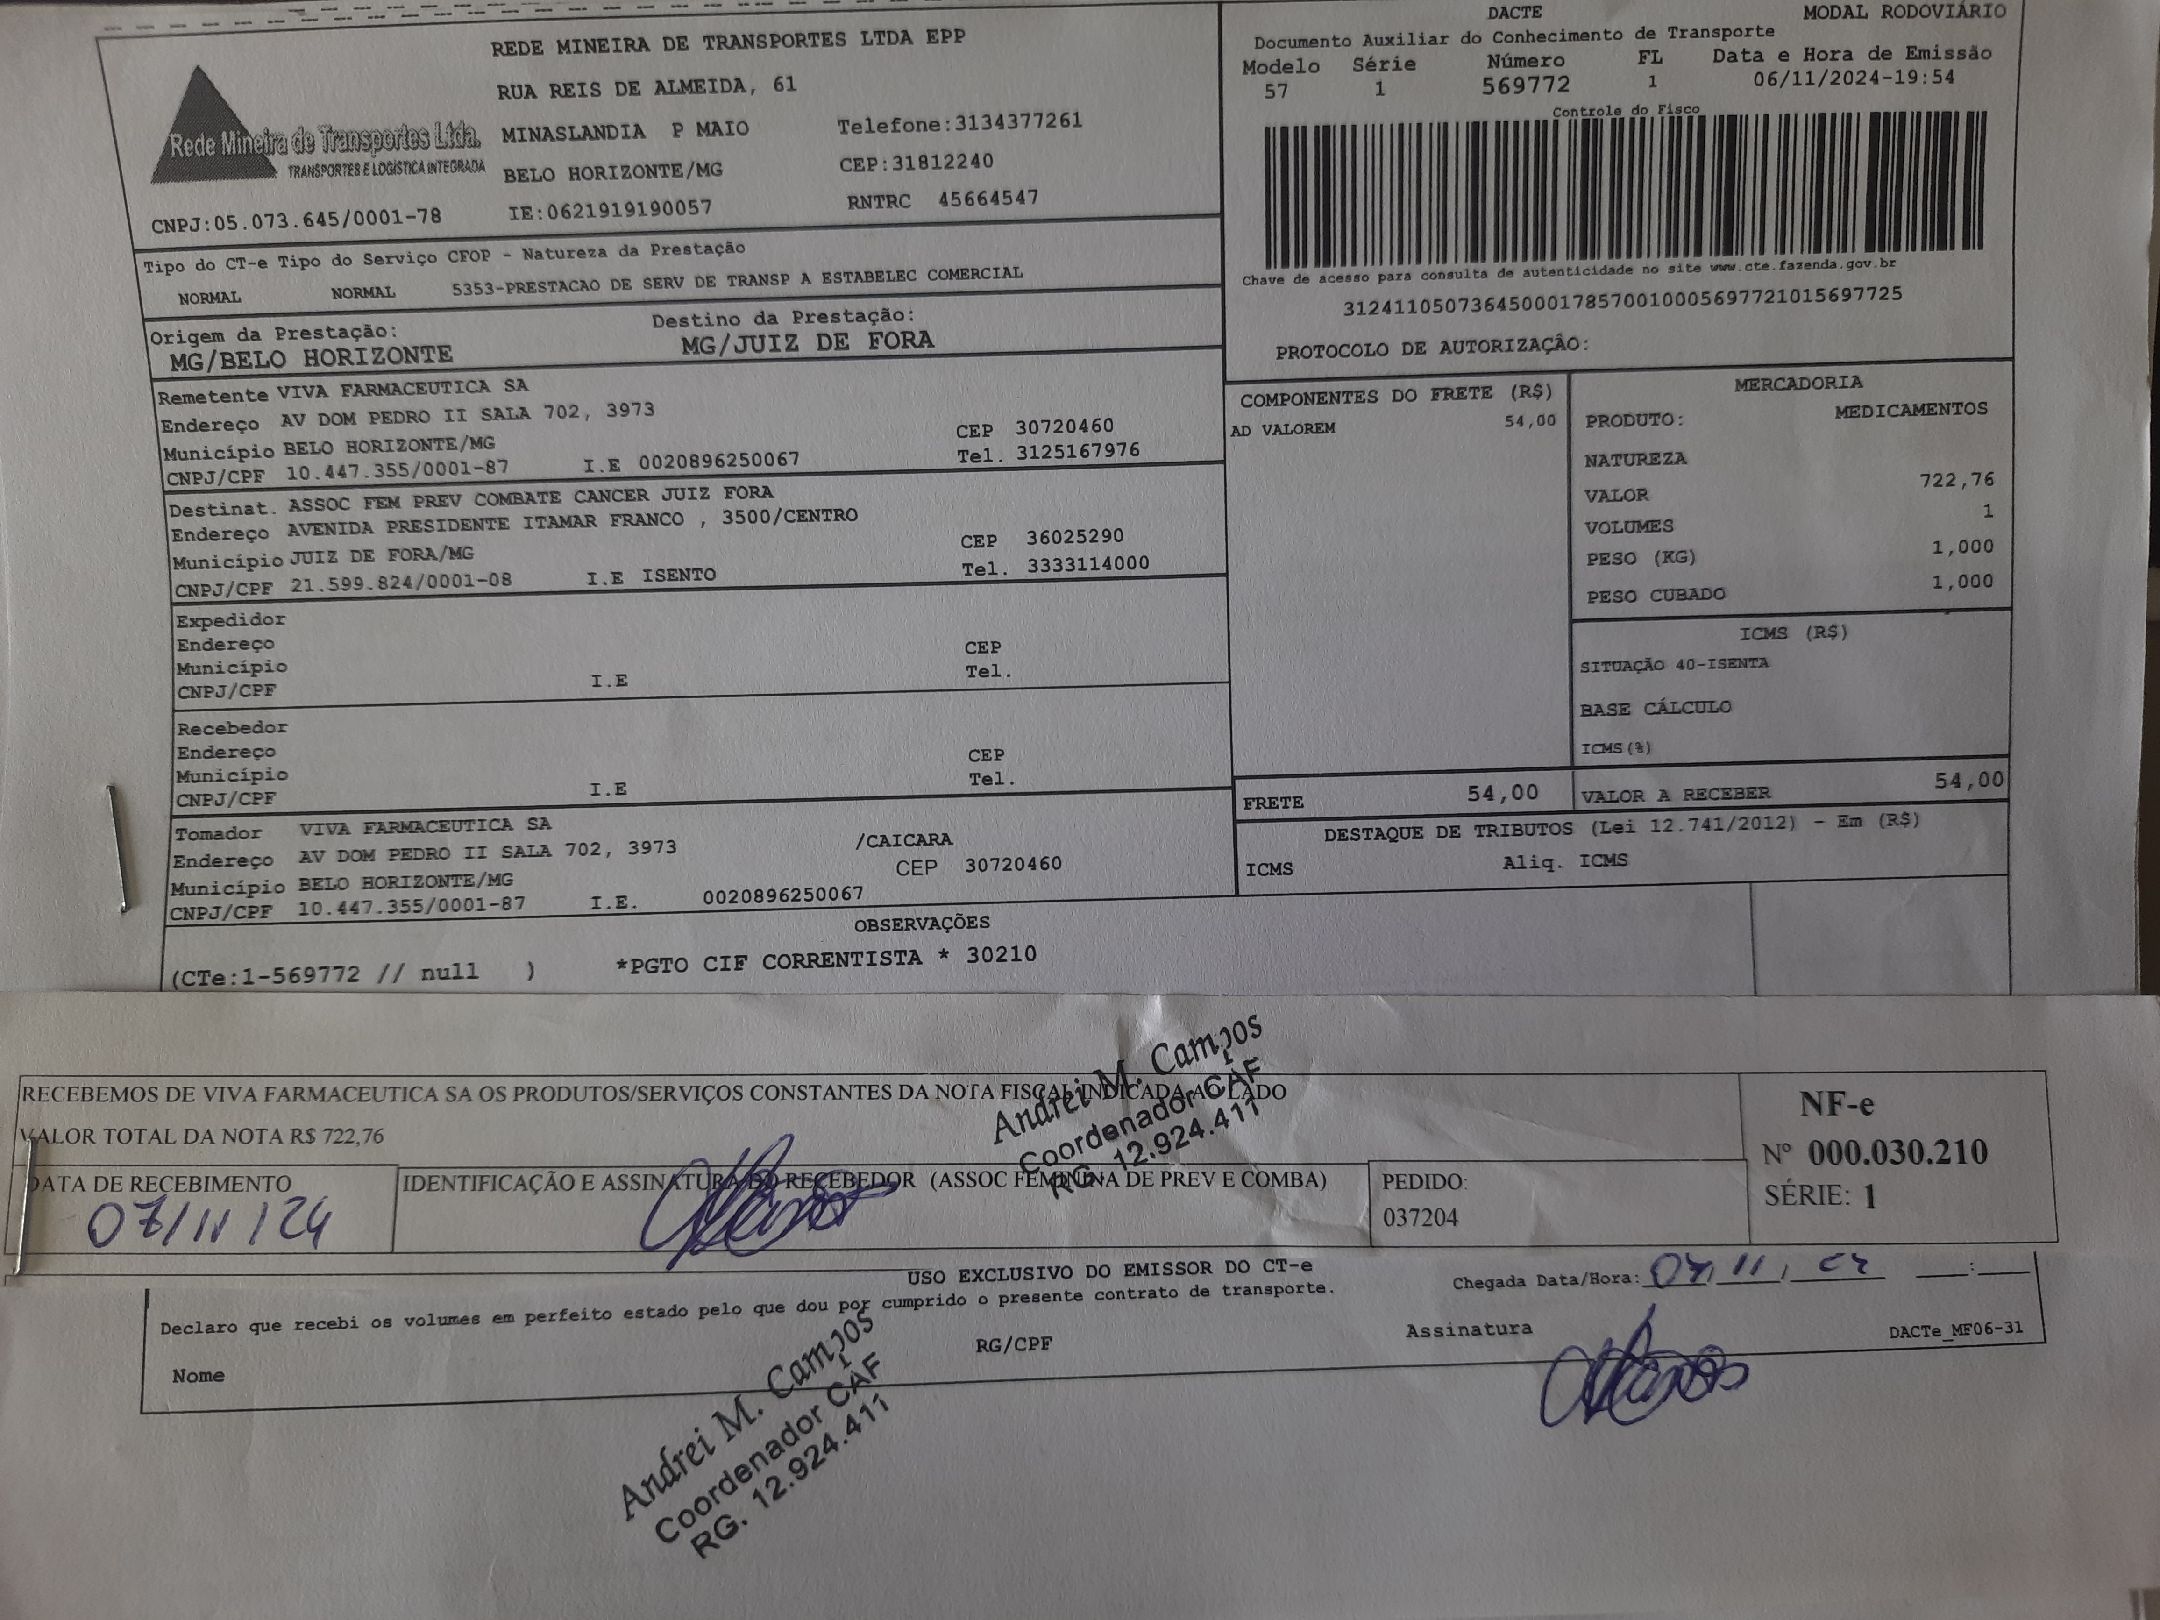 REDE MINEIRA DE TRANSPORTES LTDA EPP
RUA REIS DE ALMEIDA, 61
Rede Mineira de Transportes Ltda.
TRANSPORTES E LOGÍSTICA INTEGRADA
MINASLANDIA P MAIO Telefone:3134377261
BELO HORIZONTE/MG CEP:31812240
CNPJ:05.073.645/0001-78 IE:0621919190057 RNTRC 45664547
DACTE MODAL RODOVIÁRIO
Documento Auxiliar do Conhecimento de Transporte
Modelo Série Número FL Data e Hora de Emissão
57 1 569772 1 06/11/2024-19:54
Controle do Fisco
Chave de acesso para consulta de autenticidade no site www.cte.fazenda.gov.br
31241105073645000178570010005697721015697725
PROTOCOLO DE AUTORIZAÇÃO:
Tipo do CT-e Tipo do Serviço CFOP - Natureza da Prestação
NORMAL NORMAL 5353-PRESTACAO DE SERV DE TRANSP A ESTABELEC COMERCIAL
Origem da Prestação: Destino da Prestação:
MG/BELO HORIZONTE MG/JUIZ DE FORA
Remetente VIVA FARMACEUTICA SA
Endereço AV DOM PEDRO II SALA 702, 3973
Município BELO HORIZONTE/MG CEP 30720460
CNPJ/CPF 10.447.355/0001-87 I.E 0020896250067 Tel. 3125167976
Destinat. ASSOC FEM PREV COMBATE CANCER JUIZ FORA
Endereço AVENIDA PRESIDENTE ITAMAR FRANCO , 3500/CENTRO
Município JUIZ DE FORA/MG CEP 36025290
CNPJ/CPF 21.599.824/0001-08 I.E ISENTO Tel. 3333114000
Expedidor
Endereço
Município CEP
CNPJ/CPF I.E Tel.
Recebedor
Endereço
Município CEP
CNPJ/CPF I.E Tel.
Tomador VIVA FARMACEUTICA SA
Endereço AV DOM PEDRO II SALA 702, 3973 /CAICARA
Município BELO HORIZONTE/MG CEP 30720460
CNPJ/CPF 10.447.355/0001-87 I.E. 0020896250067
COMPONENTES DO FRETE (R$)
AD VALOREM 54,00
MERCADORIA
PRODUTO: MEDICAMENTOS
NATUREZA
VALOR 722,76
VOLUMES 1
PESO (KG) 1,000
PESO CUBADO 1,000
ICMS (R$)
SITUAÇÃO 40-ISENTA
BASE CÁLCULO
ICMS(%)
FRETE 54,00 VALOR A RECEBER 54,00
DESTAQUE DE TRIBUTOS (Lei 12.741/2012) - Em (R$)
ICMS Aliq. ICMS
OBSERVAÇÕES
(CTe:1-569772 // null ) *PGTO CIF CORRENTISTA * 30210
RECEBEMOS DE VIVA FARMACEUTICA SA OS PRODUTOS/SERVIÇOS CONSTANTES DA NOTA FISCAL INDICADA AO LADO
VALOR TOTAL DA NOTA R$ 722,76
Andrei M. Campos
Coordenador CAF
RG. 12.924.411
NF-e
Nº 000.030.210
SÉRIE: 1
DATA DE RECEBIMENTO
07/11/24
IDENTIFICAÇÃO E ASSINATURA DO RECEBEDOR (ASSOC FEMININA DE PREV E COMBA)
PEDIDO:
037204
USO EXCLUSIVO DO EMISSOR DO CT-e
Chegada Data/Hora: 07/11/24 __:__
Declaro que recebi os volumes em perfeito estado pelo que dou por cumprido o presente contrato de transporte.
Nome RG/CPF Assinatura DACTe_MF06-31
Andrei M. Campos
Coordenador CAF
RG. 12.924.411